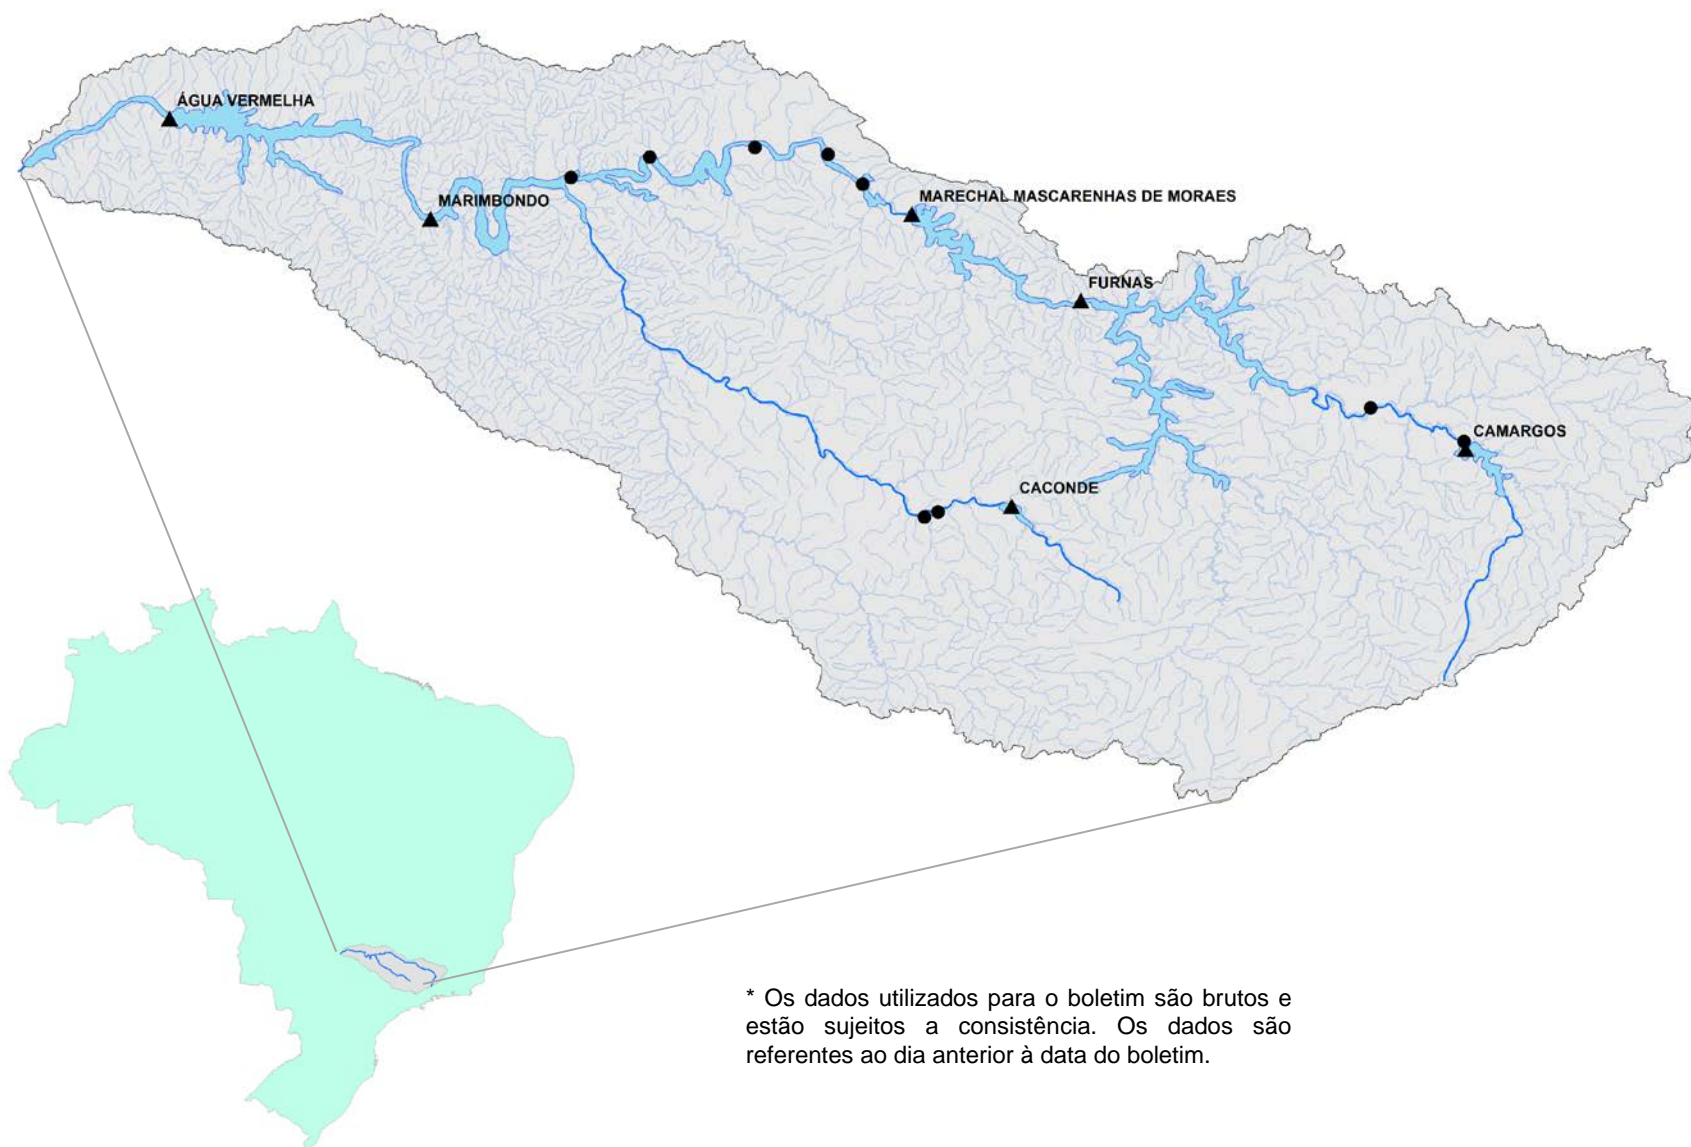 ÁGUA VERMELHA
MARIMBONDO
MARECHAL MASCARENHAS DE MORAES
FURNAS
CAMARGOS
CACONDE
* Os dados utilizados para o boletim são brutos e
estão sujeitos a consistência. Os dados são
referentes ao dia anterior à data do boletim.